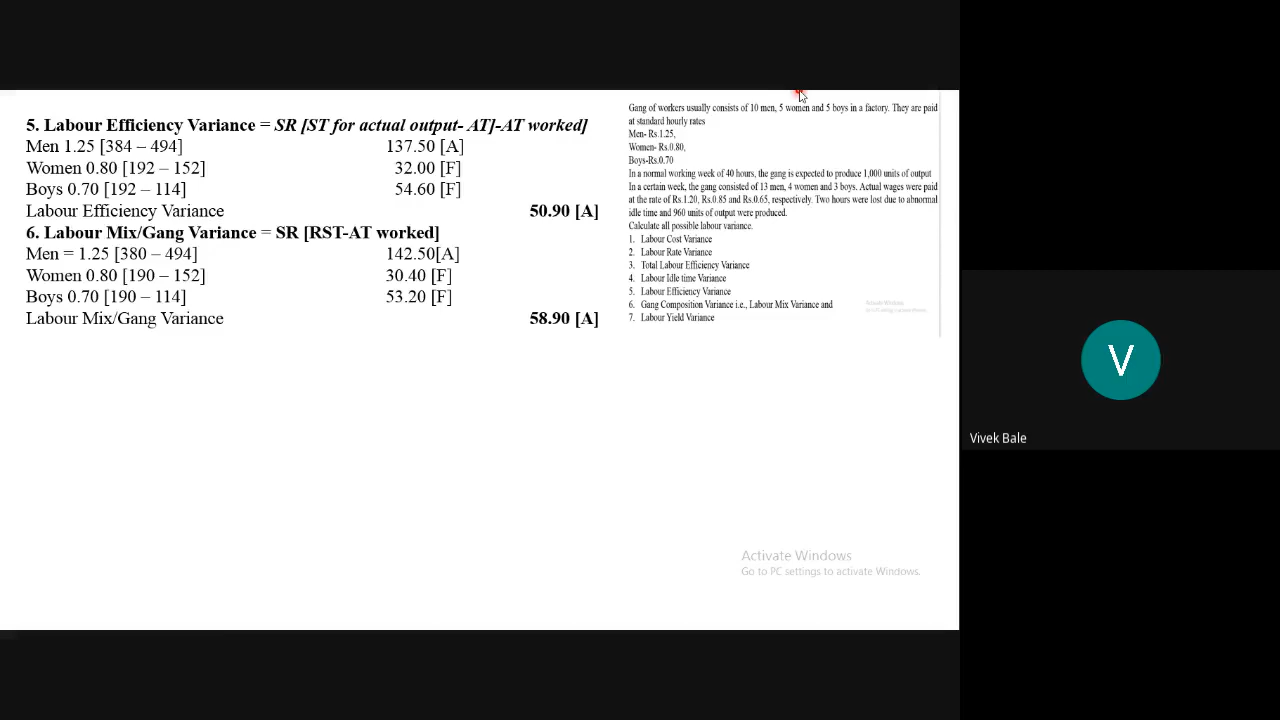 5. Labour Efficiency Variance = SR [ST for actual output- AT]-AT worked]
Men 1.25 [384 – 494] 137.50 [A]
Women 0.80 [192 – 152] 32.00 [F]
Boys 0.70 [192 – 114] 54.60 [F]
Labour Efficiency Variance 50.90 [A]
6. Labour Mix/Gang Variance = SR [RST-AT worked]
Men = 1.25 [380 – 494] 142.50[A]
Women 0.80 [190 – 152] 30.40 [F]
Boys 0.70 [190 – 114] 53.20 [F]
Labour Mix/Gang Variance 58.90 [A]
Gang of workers usually consists of 10 men, 5 women and 5 boys in a factory. They are paid
at standard hourly rates
Men- Rs.1.25,
Women- Rs.0.80,
Boys-Rs.0.70
In a normal working week of 40 hours, the gang is expected to produce 1,000 units of output
In a certain week, the gang consisted of 13 men, 4 women and 3 boys. Actual wages were paid
at the rate of Rs.1.20, Rs.0.85 and Rs.0.65, respectively. Two hours were lost due to abnormal
idle time and 960 units of output were produced.
Calculate all possible labour variance.
1. Labour Cost Variance
2. Labour Rate Variance
3. Total Labour Efficiency Variance
4. Labour Idle time Variance
5. Labour Efficiency Variance
6. Gang Composition Variance i.e., Labour Mix Variance and
7. Labour Yield Variance
Activate Windows
Activate Windows
Go to PC settings to activate Windows.
V
Vivek Bale